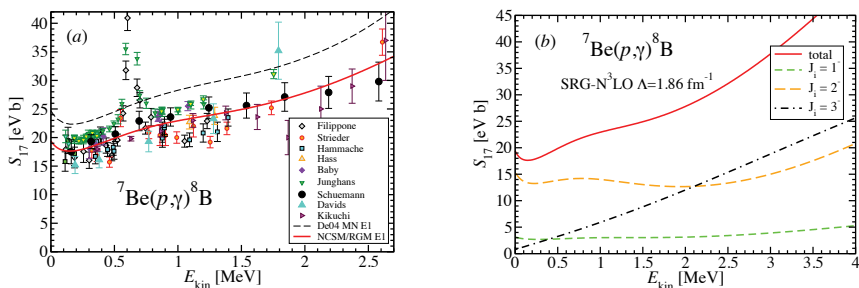 (a)
40
35
30
25
20
15
10
5
0
S17 [eV b]
7Be(p,γ)8B
Filippone
Strieder
Hammache
Hass
Baby
Junghans
Schuemann
Davids
Kikuchi
De04 MN E1
NCSM/RGM E1
0 0.5 1 1.5 2 2.5
Ekin [MeV]
(b)
7Be(p,γ)8B
SRG-N3LO Λ=1.86 fm-1
45
40
35
30
25
20
15
10
5
0
S17 [eV b]
total
Ji=1-
Ji=2-
Ji=3-
0 0.5 1 1.5 2 2.5 3 3.5 4
Ekin [MeV]